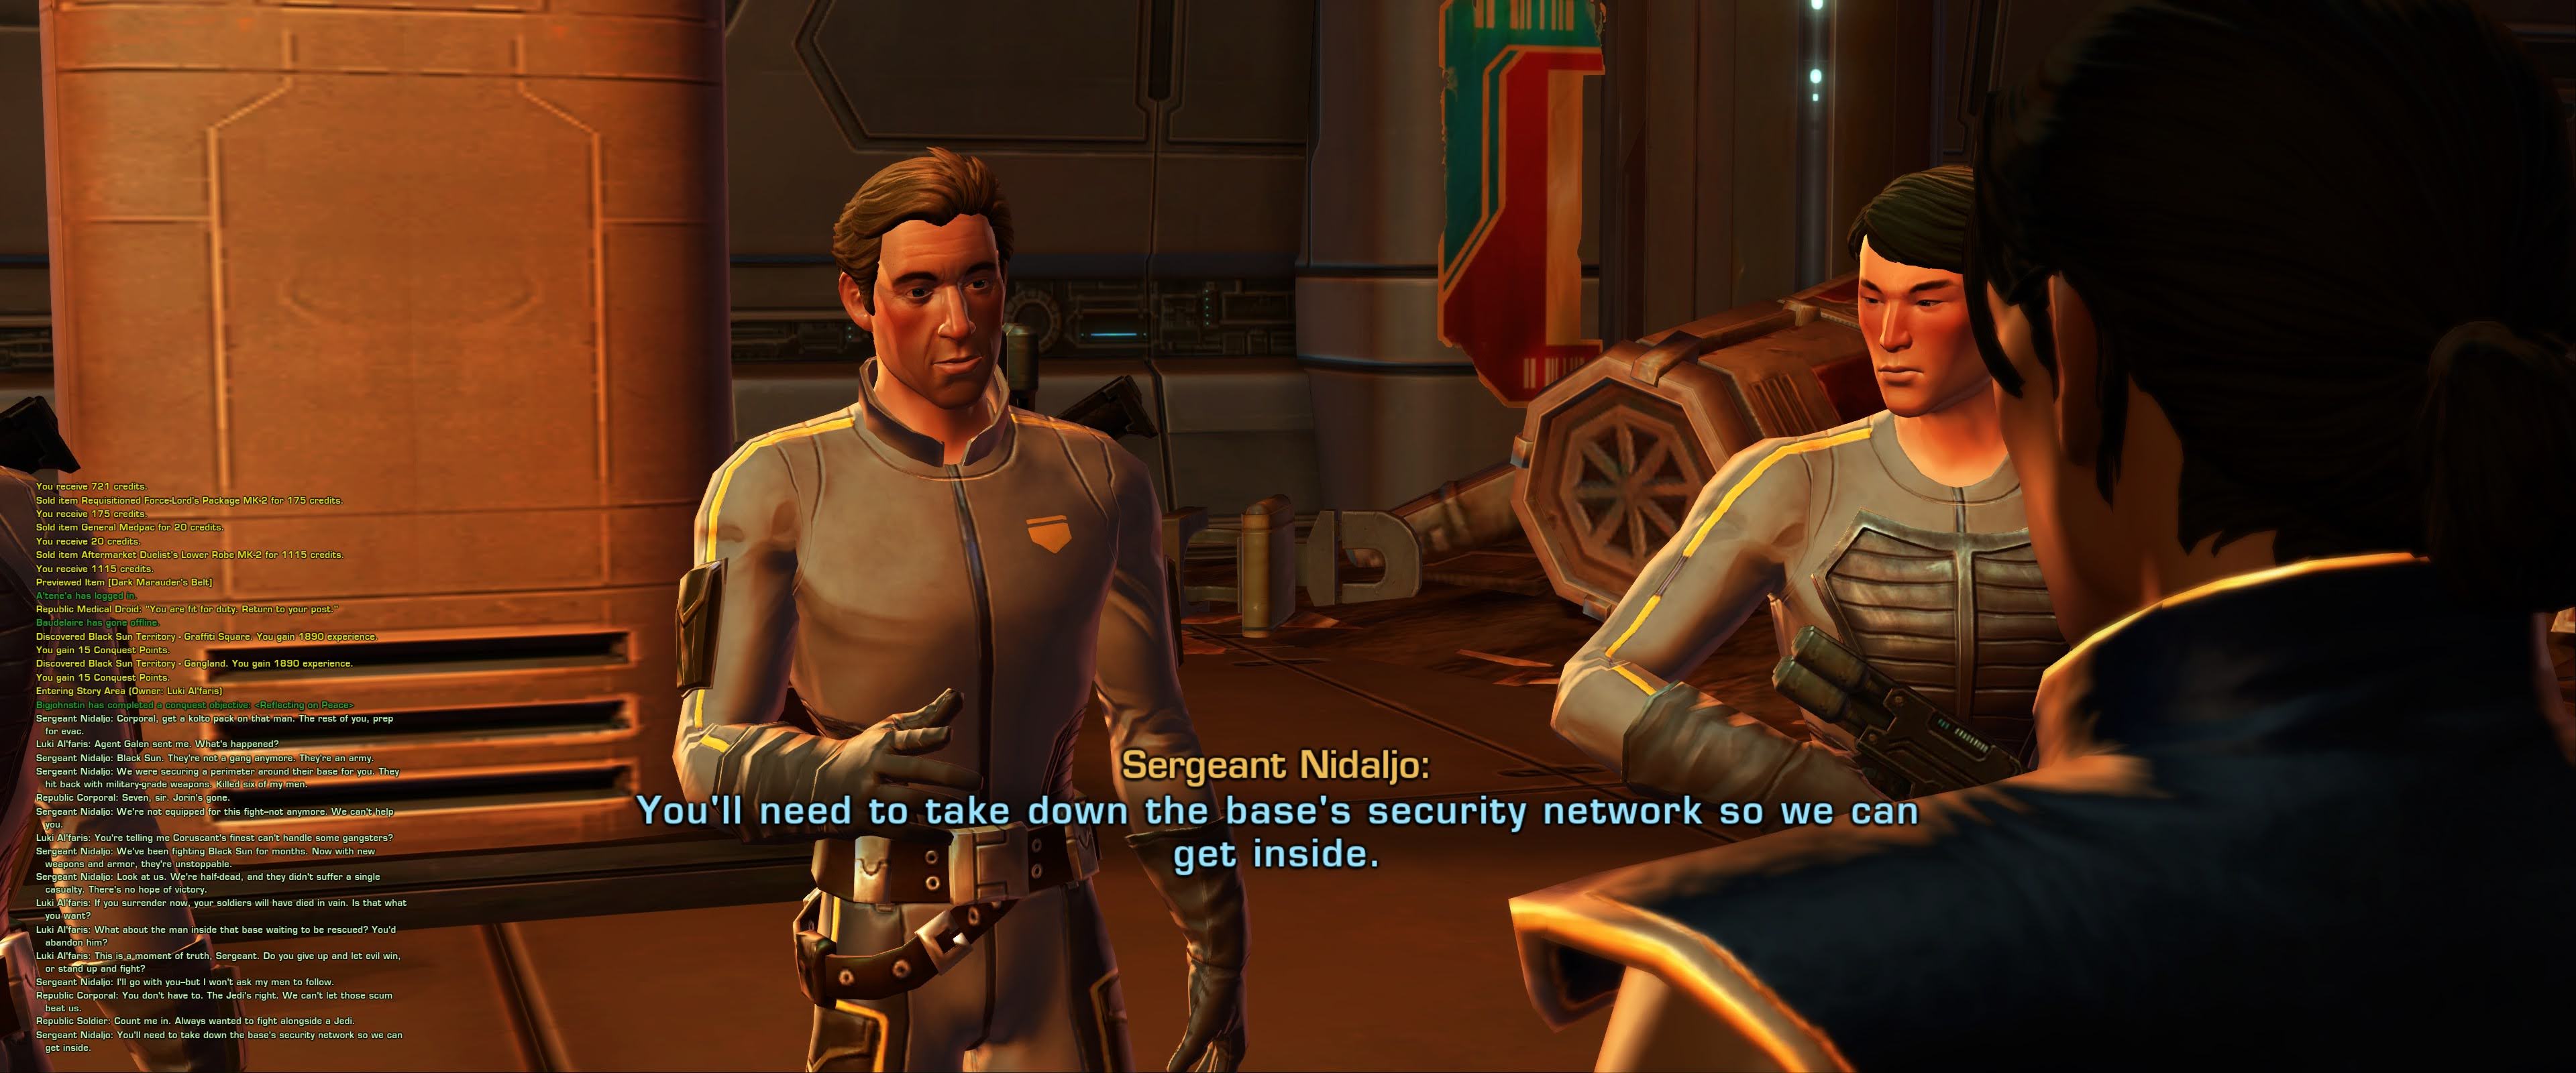 You receive 721 credits.
Sold item Requisitioned Force-Lord's Package MK-2 for 175 credits.
You receive 175 credits.
Sold item General Medpac for 20 credits.
You receive 20 credits.
Sold item Aftermarket Duelist's Lower Robe MK-2 for 1115 credits.
You receive 1115 credits.
Previewed Item [Dark Marauder's Belt]
A'tene'a has logged in.
Republic Medical Droid: "You are fit for duty. Return to your post."
Baudelaire has gone offline.
Discovered Black Sun Territory - Graffiti Square. You gain 1890 experience.
You gain 15 Conquest Points.
Discovered Black Sun Territory - Gangland. You gain 1890 experience.
You gain 15 Conquest Points.
Entering Story Area (Owner: Luki Al'faris)
Bigjohnstin has completed a conquest objective: <Reflecting on Peace>
Sergeant Nidaljo: Corporal, get a kolto pack on that man. The rest of you, prep
for evac.
Luki Al'faris: Agent Galen sent me. What's happened?
Sergeant Nidaljo: Black Sun. They're not a gang anymore. They're an army.
Sergeant Nidaljo: We were securing a perimeter around their base for you. They
hit back with military-grade weapons. Killed six of my men.
Republic Corporal: Seven, sir. Jorin's gone.
Sergeant Nidaljo: We're not equipped for this fight—not anymore. We can't help
you.
Luki Al'faris: You're telling me Coruscant's finest can't handle some gangsters?
Sergeant Nidaljo: We've been fighting Black Sun for months. Now with new
weapons and armor, they're unstoppable.
Sergeant Nidaljo: Look at us. We're half-dead, and they didn't suffer a single
casualty. There's no hope of victory.
Luki Al'faris: If you surrender now, your soldiers will have died in vain. Is that what
you want?
Luki Al'faris: What about the man inside that base waiting to be rescued? You'd
abandon him?
Luki Al'faris: This is a moment of truth, Sergeant. Do you give up and let evil win,
or stand up and fight?
Sergeant Nidaljo: I'll go with you—but I won't ask my men to follow.
Republic Corporal: You don't have to. The Jedi's right. We can't let those scum
beat us.
Republic Soldier: Count me in. Always wanted to fight alongside a Jedi.
Sergeant Nidaljo: You'll need to take down the base's security network so we can
get inside.
Sergeant Nidaljo:
You'll need to take down the base's security network so we can
get inside.